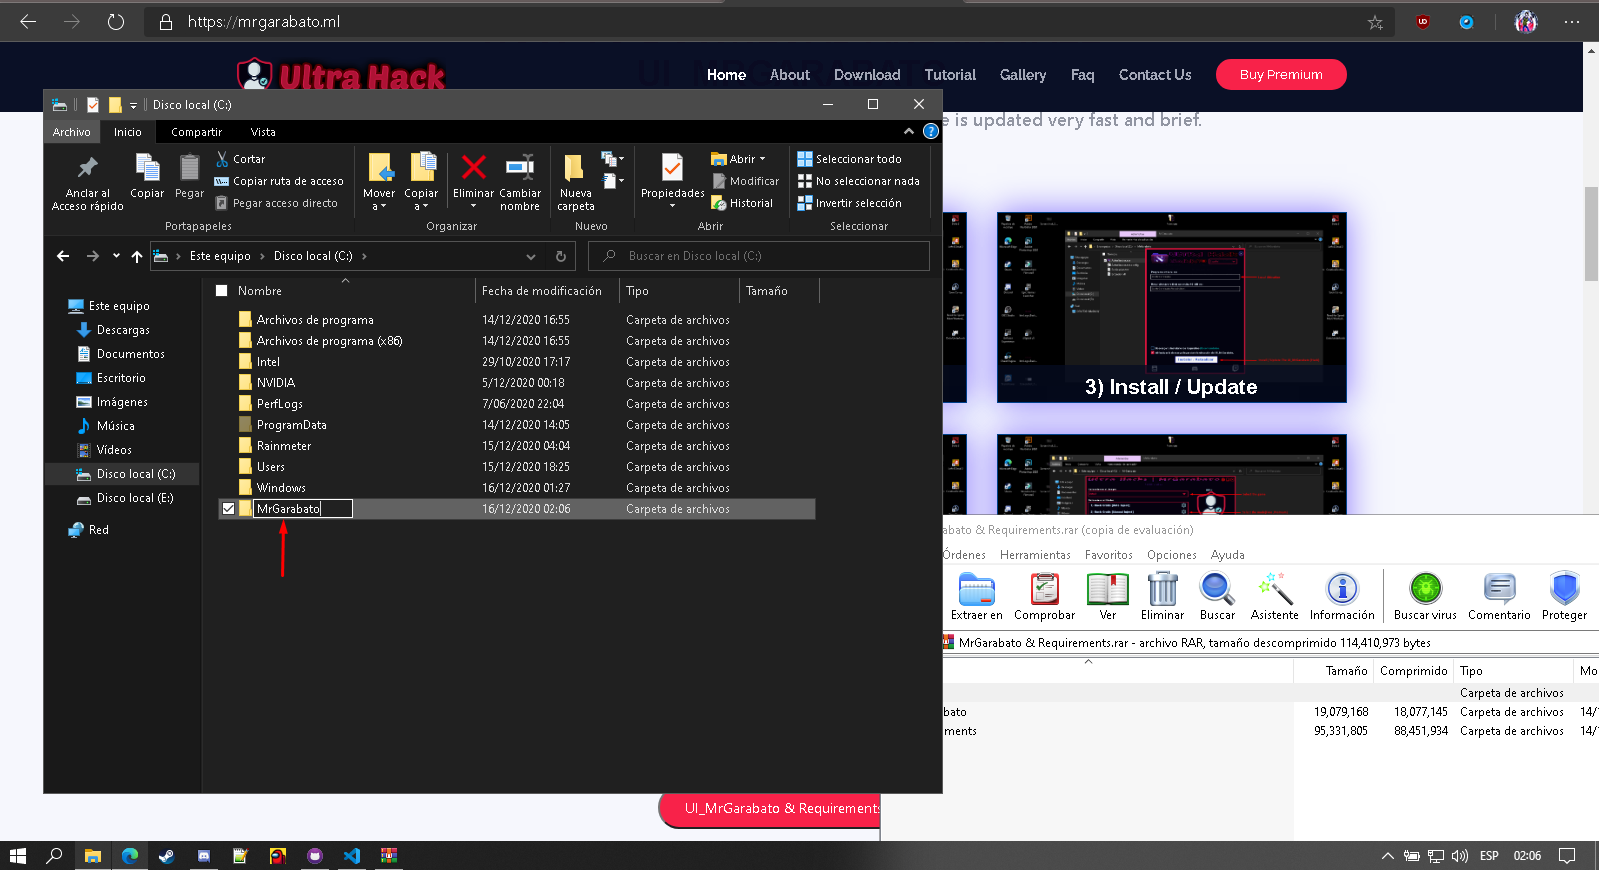 https://mrgarabato.ml
Ultra Hack
Home About Download Tutorial Gallery Faq Contact Us Buy Premium
Disco local (C:)
e is updated very fast and brief.
Archivo Inicio Compartir Vista
Anclar al
Acceso rápido
Copiar
Pegar
Cortar
Copiar ruta de acceso
Pegar acceso directo
Portapapeles
Mover
a
Copiar
a
Eliminar
Cambiar
nombre
Organizar
Nueva
carpeta
Nuevo
Propiedades
Abrir
Modificar
Historial
Abrir
Seleccionar todo
No seleccionar nada
Invertir selección
Seleccionar
Este equipo > Disco local (C:) >
Buscar en Disco local (C:)
Este equipo
Descargas
Documentos
Escritorio
Imágenes
Música
Vídeos
Disco local (C:)
Disco local (E:)
Red
Nombre Fecha de modificación Tipo Tamaño
Archivos de programa 14/12/2020 16:55 Carpeta de archivos
Archivos de programa (x86) 14/12/2020 16:55 Carpeta de archivos
Intel 29/10/2020 17:17 Carpeta de archivos
NVIDIA 5/12/2020 00:18 Carpeta de archivos
PerfLogs 7/06/2020 22:04 Carpeta de archivos
ProgramData 14/12/2020 14:05 Carpeta de archivos
Rainmeter 15/12/2020 04:04 Carpeta de archivos
Users 15/12/2020 18:25 Carpeta de archivos
Windows 16/12/2020 01:27 Carpeta de archivos
MrGarabato 16/12/2020 02:06 Carpeta de archivos
3) Install / Update
abato & Requirements.rar (copia de evaluación)
Órdenes Herramientas Favoritos Opciones Ayuda
Extraer en Comprobar Ver Eliminar Buscar Asistente Información Buscar virus Comentario Proteger
MrGarabato & Requirements.rar - archivo RAR, tamaño descomprimido 114,410,973 bytes
Tamaño Comprimido Tipo Mo
Carpeta de archivos
bato 19,079,168 18,077,145 Carpeta de archivos 14/
ments 95,331,805 88,451,934 Carpeta de archivos 14/
UI_MrGarabato & Requirements
ESP 02:06